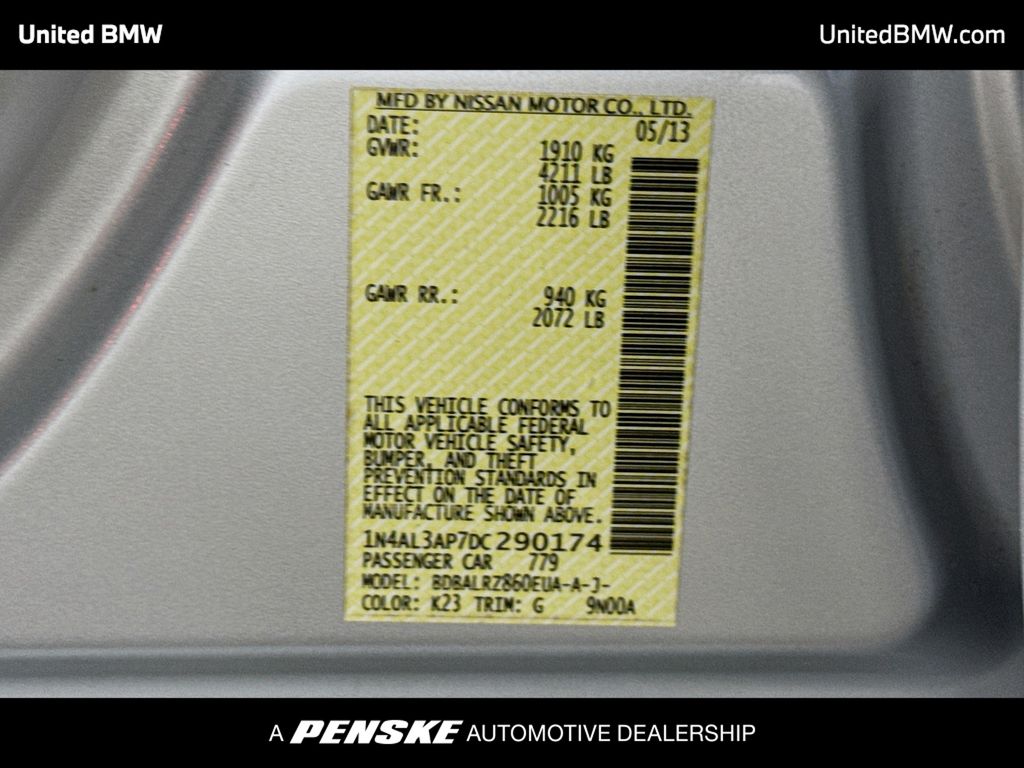 United BMW
UnitedBMW.com
MFD BY NISSAN MOTOR CO., LTD.
DATE: 05/13
GVWR: 1910 KG
4211 LB
GAWR FR.: 1005 KG
2216 LB
GAWR RR.: 940 KG
2072 LB
THIS VEHICLE CONFORMS TO
ALL APPLICABLE FEDERAL
MOTOR VEHICLE SAFETY,
BUMPER, AND THEFT
PREVENTION STANDARDS IN
EFFECT ON THE DATE OF
MANUFACTURE SHOWN ABOVE.
1N4AL3AP7DC290174
PASSENGER CAR 779
MODEL: BDBALRZ860EUA-A-J-
COLOR: K23 TRIM: G 9N00A
A PENSKE AUTOMOTIVE DEALERSHIP